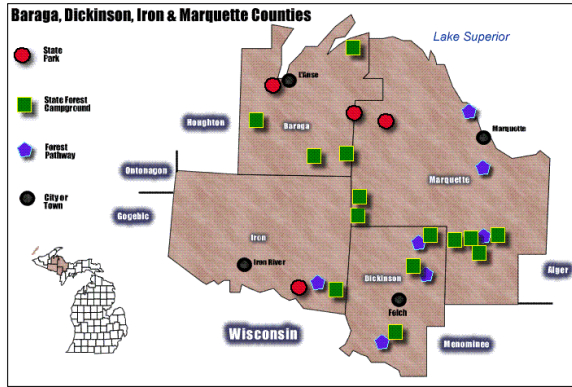 Baraga, Dickinson, Iron & Marquette Counties
Lake Superior
State
Park
L'Anse
State Forest
Campground
Houghton
Baraga
Marquette
Forest
Pathway
Ontonagon
Marquette
City or
Town
Gogebic
Iron
Iron River
Dickinson
Alger
Felch
Wisconsin
Menominee